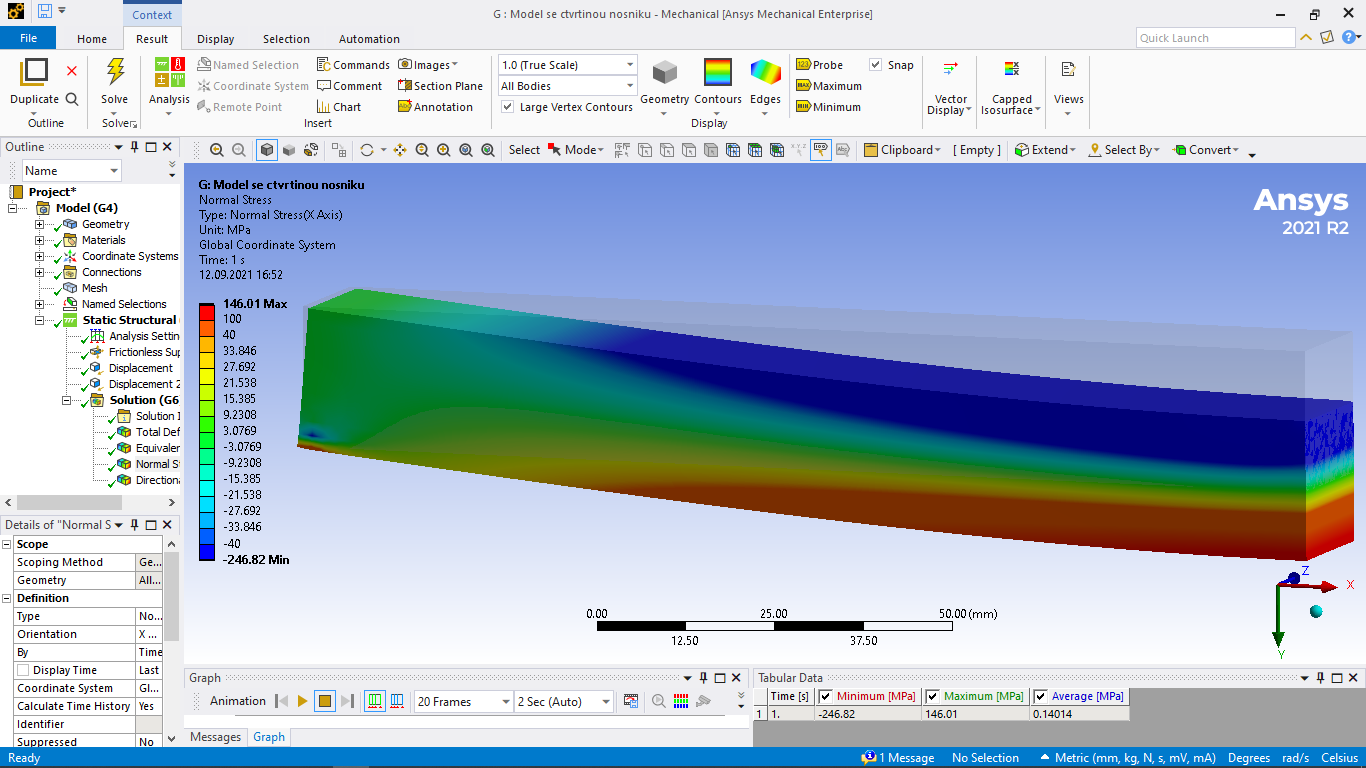 Context
G : Model se ctvrtinou nosniku - Mechanical [Ansys Mechanical Enterprise]
File Home Result Display Selection Automation
Quick Launch
Duplicate
Outline
Solve
Solver
Analysis
Named Selection
Coordinate System
Remote Point
Commands
Comment
Chart
Images
Section Plane
Annotation
Insert
1.0 (True Scale)
All Bodies
Large Vertex Contours
Geometry
Contours
Edges
Display
Probe
Maximum
Minimum
Snap
Vector
Display
Capped
Isosurface
Views
Outline
Select Mode Clipboard [ Empty ] Extend Select By Convert
Name
Project*
Model (G4)
Geometry
Materials
Coordinate Systems
Connections
Mesh
Named Selections
Static Structural
Analysis Settin
Frictionless Sup
Displacement
Displacement 2
Solution (G6
Solution I
Total Def
Equivaler
Normal St
Directiona
G: Model se ctvrtinou nosniku
Normal Stress
Type: Normal Stress(X Axis)
Unit: MPa
Global Coordinate System
Time: 1 s
12.09.2021 16:52
Ansys
2021 R2
146.01 Max
100
40
33.846
27.692
21.538
15.385
9.2308
3.0769
-3.0769
-9.2308
-15.385
-21.538
-27.692
-33.846
-40
-246.82 Min
0.00 25.00 50.00 (mm)
12.50 37.50
Z
X
Y
Details of "Normal S
Scope
Scoping Method Ge...
Geometry All...
Definition
Type No...
Orientation X ...
By Time
Display Time Last
Coordinate System Gl...
Calculate Time History Yes
Identifier
Suppressed No
Graph
Animation 20 Frames 2 Sec (Auto)
Messages Graph
Tabular Data
Time [s] Minimum [MPa] Maximum [MPa] Average [MPa]
1 1. -246.82 146.01 0.14014
Ready 1 Message No Selection Metric (mm, kg, N, s, mV, mA) Degrees rad/s Celsius